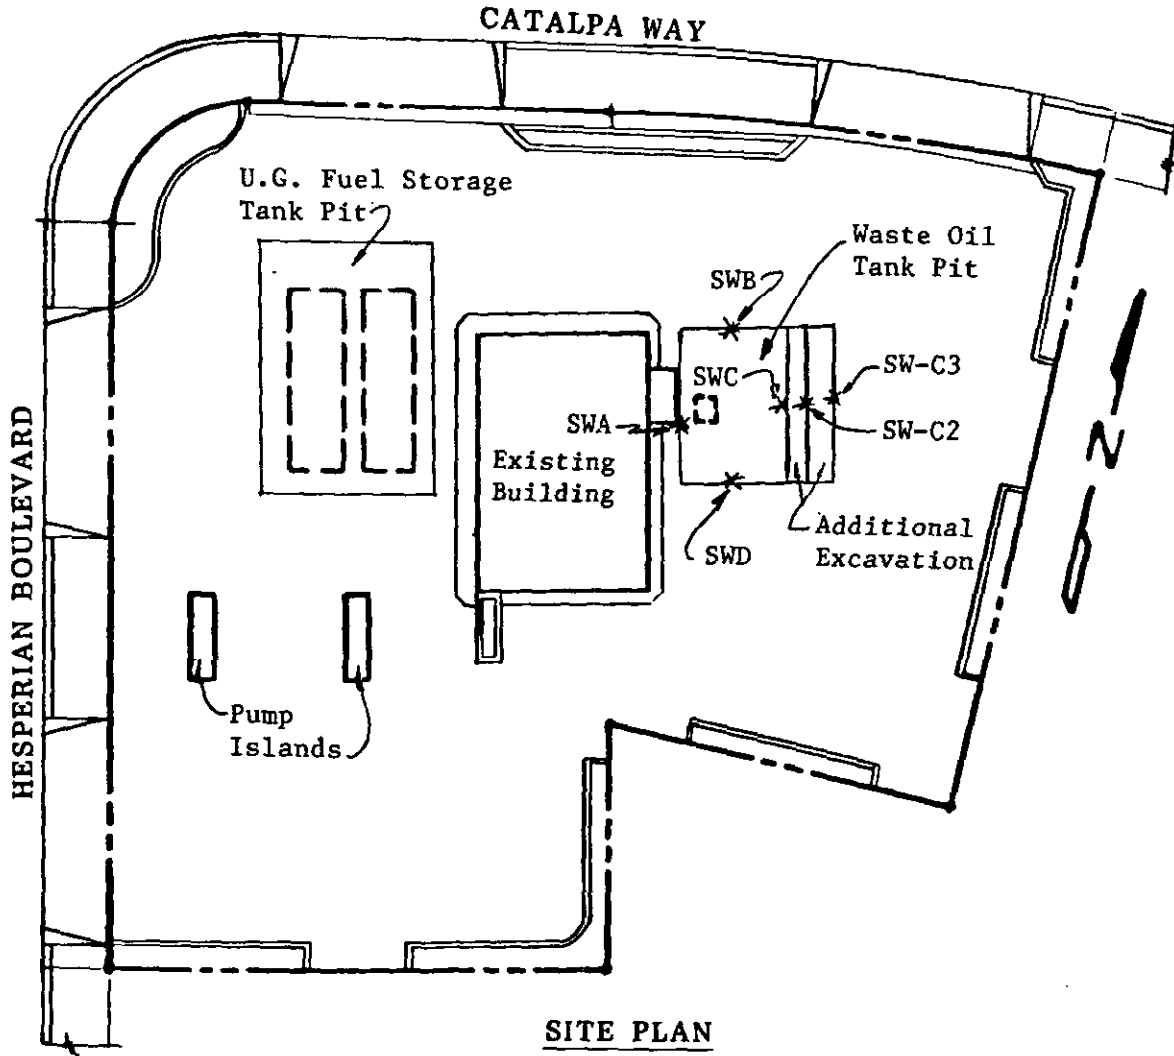 CATALPA WAY
U.G. Fuel Storage
Tank Pit
Waste Oil
Tank Pit
SWB
SWC
SW-C3
SWA
SW-C2
Existing
Building
SWD
Additional
Excavation
HESPERIAN BOULEVARD
Pump
Islands
N
SITE PLAN